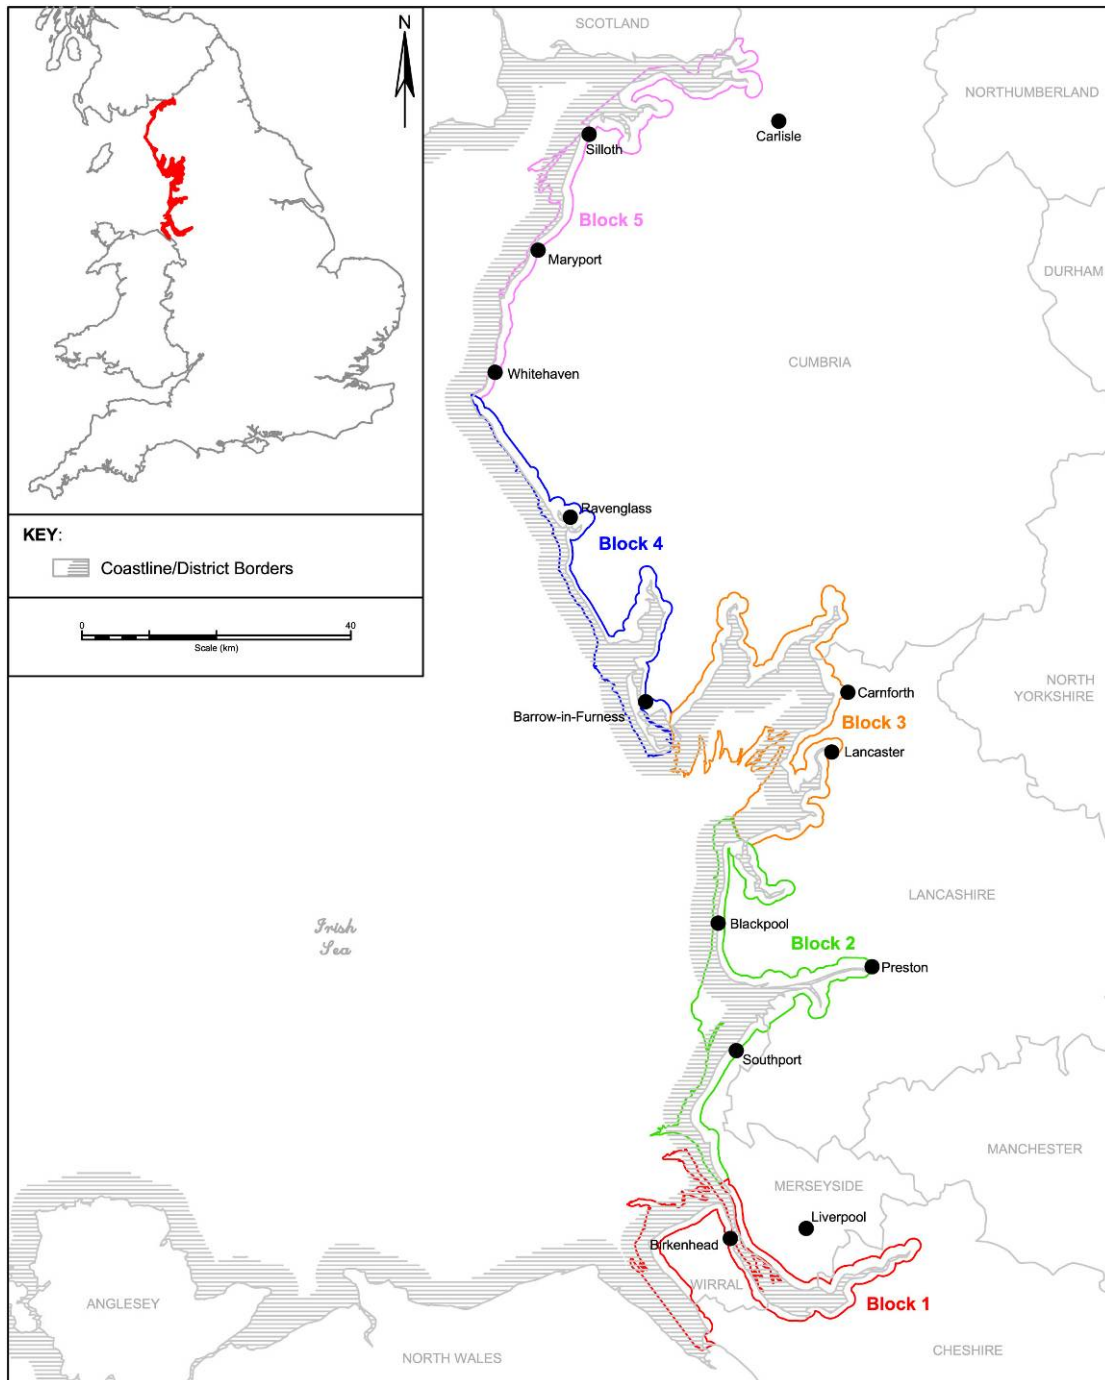 N
KEY:
Coastline/District Borders
0
40
Scale (km)
SCOTLAND
NORTHUMBERLAND
Carlisle
Silloth
Block 5
Maryport
DURHAM
CUMBRIA
Whitehaven
Ravenglass
Block 4
NORTH
YORKSHIRE
Carnforth
Barrow-in-Furness
Block 3
Lancaster
LANCASHIRE
Irish
Sea
Blackpool
Block 2
Preston
Southport
MANCHESTER
MERSEYSIDE
Liverpool
Birkenhead
WIRRAL
Block 1
ANGLESEY
NORTH WALES
CHESHIRE